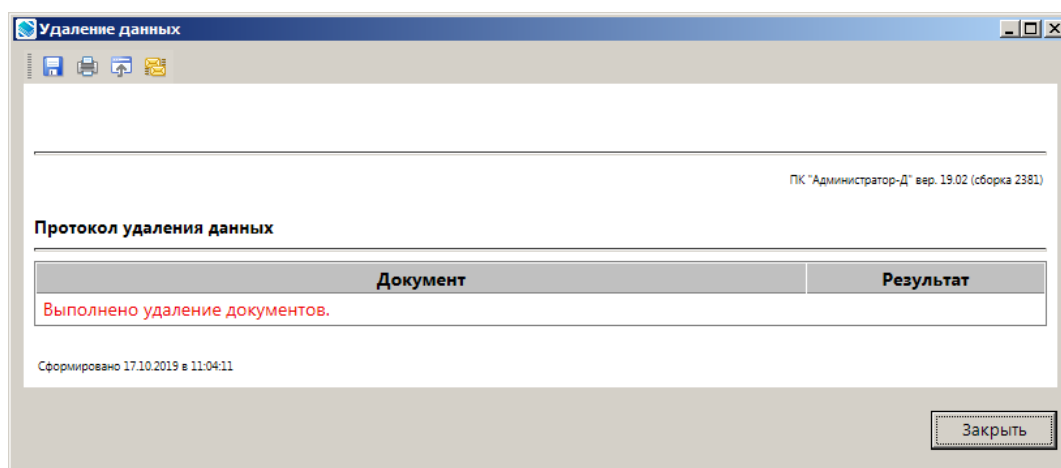 Удаление данных
ПК "Администратор-Д" вер. 19.02 (сборка 2381)
Протокол удаления данных
Документ Результат
Выполнено удаление документов.
Сформировано 17.10.2019 в 11:04:11
Закрыть